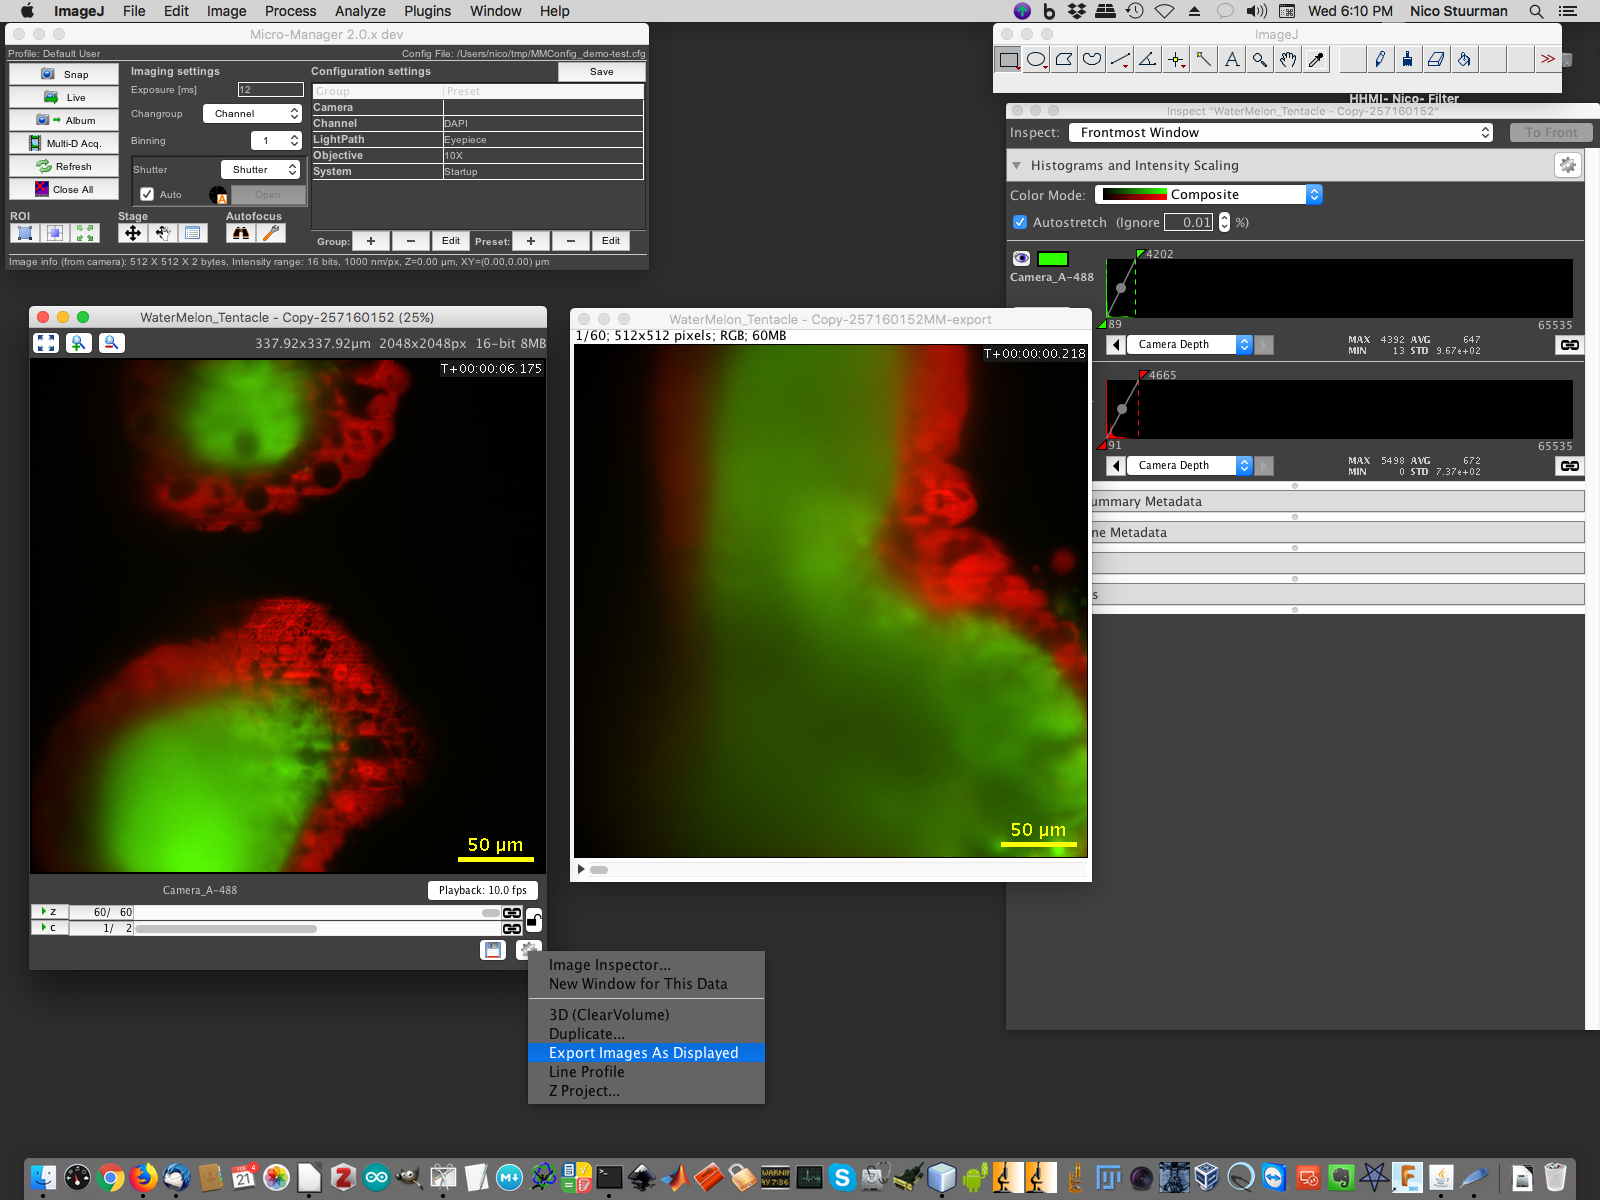 ImageJ File Edit Image Process Analyze Plugins Window Help Wed 6:10 PM Nico Stuurman
Micro-Manager 2.0.x dev
Profile: Default User Config File: /Users/nico/tmp/MMConfig_demo-test.cfg
Snap
Live
Album
Multi-D Acq.
Refresh
Close All
Imaging settings
Exposure [ms] 12
Changroup Channel
Binning 1
Shutter Shutter
Auto A Open
Configuration settings Save
Group Preset
Camera
Channel DAPI
LightPath Eyepiece
Objective 10X
System Startup
ROI Stage Autofocus
Group: + − Edit Preset: + − Edit
Image info (from camera): 512 X 512 X 2 bytes, Intensity range: 16 bits, 1000 nm/px, Z=0.00 µm, XY=(0.00,0.00) µm
ImageJ
A >>
HHMI- Nico- Filter
Inspect "WaterMelon_Tentacle - Copy-257160152"
Inspect: Frontmost Window To Front
Histograms and Intensity Scaling
Color Mode: Composite
Autostretch (Ignore 0.01 %)
Camera_A-488
4202
89 65535
Camera Depth MAX 4392 AVG 647
MIN 13 STD 9.67e+02
4665
91 65535
Camera Depth MAX 5498 AVG 672
MIN 0 STD 7.37e+02
ummary Metadata
ne Metadata
s
WaterMelon_Tentacle - Copy-257160152 (25%)
337.92x337.92µm 2048x2048px 16-bit 8MB
T+00:00:06.175
50 µm
Camera_A-488 Playback: 10.0 fps
z 60/ 60
c 1/ 2
WaterMelon_Tentacle - Copy-257160152MM-export
1/60; 512x512 pixels; RGB; 60MB
T+00:00:00.218
50 µm
Image Inspector...
New Window for This Data
3D (ClearVolume)
Duplicate...
Export Images As Displayed
Line Profile
Z Project...